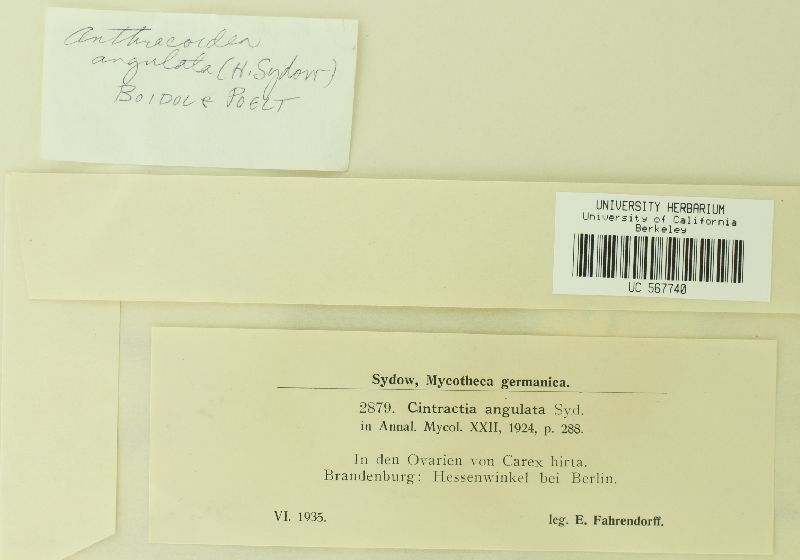 Anthracoidea
angulata (H. Sydow)
BOIDOL & POELT
UNIVERSITY HERBARIUM
University of California
Berkeley
UC 567740
Sydow, Mycotheca germanica.
2879. Cintractia angulata Syd.
in Annal. Mycol. XXII, 1924, p. 288.
In den Ovarien von Carex hirta.
Brandenburg: Hessenwinkel bei Berlin.
VI. 1935. leg. E. Fahrendorff.